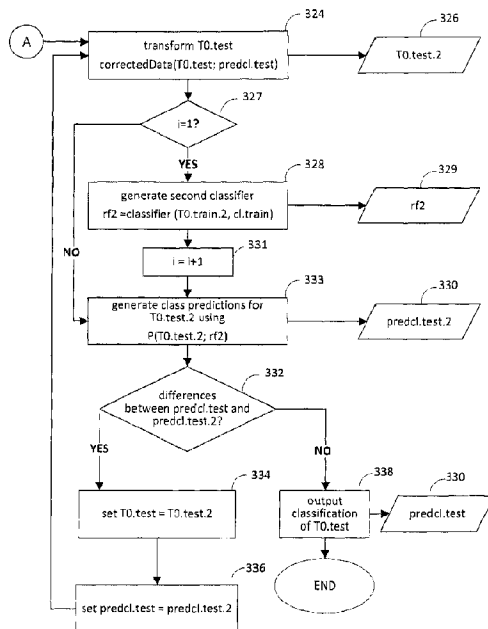 A
324
326
transform T0.test
correctedData(T0.test; predcl.test)
T0.test.2
327
i=1?
YES
328
329
generate second classifier
rf2 =classifier (T0.train.2, cl.train)
rf2
331
NO
i = i+1
333
330
generate class predictions for
T0.test.2 using
P(T0.test.2; rf2)
predcl.test.2
332
differences
between predcl.test and
predcl.test.2?
YES
NO
334
338
330
set T0.test = T0.test.2
output
classification
of T0.test
predcl.test
336
END
set predcl.test = predcl.test.2